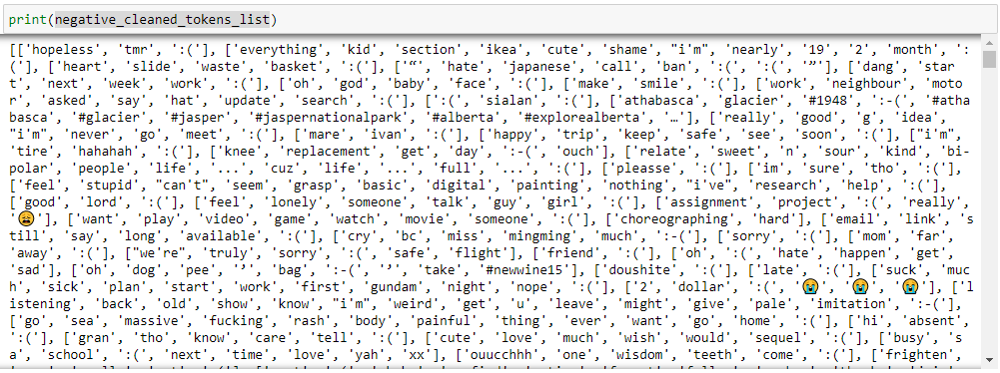 print(negative_cleaned_tokens_list)
[['hopeless', 'tmr', ':('], ['everything', 'kid', 'section', 'ikea', 'cute', 'shame', "i'm", 'nearly', '19', '2', 'month', ':
('], ['heart', 'slide', 'waste', 'basket', ':('], ['“', 'hate', 'japanese', 'call', 'ban', ':(', ':(', '”'], ['dang', 'star
t', 'next', 'week', 'work', ':('], ['oh', 'god', 'baby', 'face', ':('], ['make', 'smile', ':('], ['work', 'neighbour', 'moto
r', 'asked', 'say', 'hat', 'update', 'search', ':('], [':(', 'sialan', ':('], ['athabasca', 'glacier', '#1948', ':-(', '#atha
basca', '#glacier', '#jasper', '#jaspernationalpark', '#alberta', '#explorealberta', '…'], ['really', 'good', 'g', 'idea',
"i'm", 'never', 'go', 'meet', ':('], ['mare', 'ivan', ':('], ['happy', 'trip', 'keep', 'safe', 'see', 'soon', ':('], ["i'm",
'tire', 'hahahah', ':('], ['knee', 'replacement', 'get', 'day', ':-(', 'ouch'], ['relate', 'sweet', 'n', 'sour', 'kind', 'bi-
polar', 'people', 'life', '...', 'cuz', 'life', '...', 'full', '...', ':('], ['pleasse', ':('], ['im', 'sure', 'tho', ':('],
['feel', 'stupid', "can't", 'seem', 'grasp', 'basic', 'digital', 'painting', 'nothing', "i've", 'research', 'help', ':('],
['good', 'lord', ':('], ['feel', 'lonely', 'someone', 'talk', 'guy', 'girl', ':('], ['assignment', 'project', ':(', 'really',
'😩'], ['want', 'play', 'video', 'game', 'watch', 'movie', 'someone', ':('], ['choreographing', 'hard'], ['email', 'link', 's
till', 'say', 'long', 'available', ':('], ['cry', 'bc', 'miss', 'mingming', 'much', ':-('], ['sorry', ':('], ['mom', 'far',
'away', ':('], ["we're", 'truly', 'sorry', ':(', 'safe', 'flight'], ['friend', ':('], ['oh', ':(', 'hate', 'happen', 'get',
'sad'], ['oh', 'dog', 'pee', '’', 'bag', ':-(', '’', 'take', '#newwine15'], ['doushite', ':('], ['late', ':('], ['suck', 'muc
h', 'sick', 'plan', 'start', 'work', 'first', 'gundam', 'night', 'nope', ':('], ['2', 'dollar', ':(', '😭', '😭', '😭'], ['l
istening', 'back', 'old', 'show', 'know', "i'm", 'weird', 'get', 'u', 'leave', 'might', 'give', 'pale', 'imitation', ':-('],
['go', 'sea', 'massive', 'fucking', 'rash', 'body', 'painful', 'thing', 'ever', 'want', 'go', 'home', ':('], ['hi', 'absent',
':('], ['gran', 'tho', 'know', 'care', 'tell', ':('], ['cute', 'love', 'much', 'wish', 'would', 'sequel', ':('], ['busy', 's
a', 'school', ':(', 'next', 'time', 'love', 'yah', 'xx'], ['ouucchhh', 'one', 'wisdom', 'teeth', 'come', ':('], ['frighten',